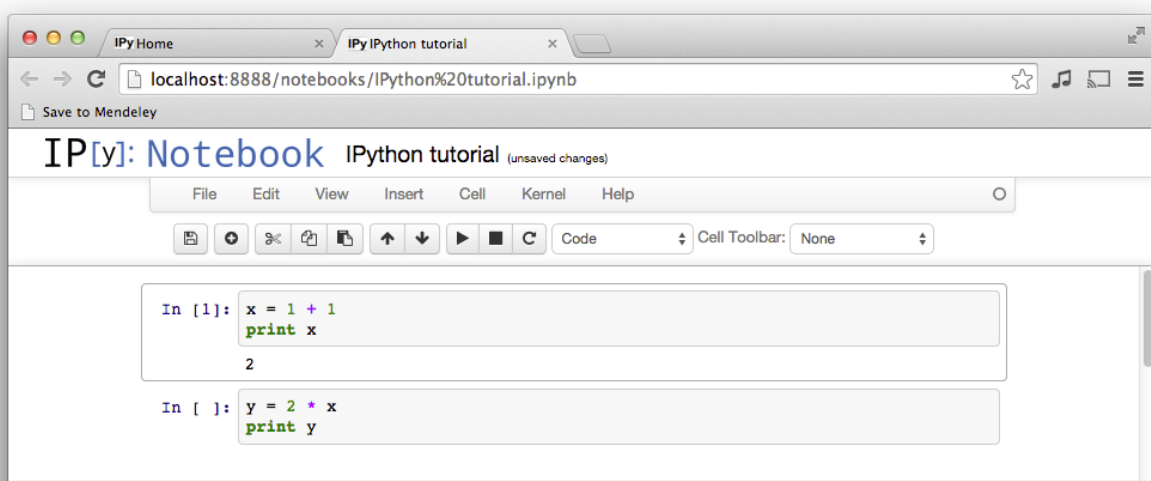 IPy Home
IPy IPython tutorial
localhost:8888/notebooks/IPython%20tutorial.ipynb
Save to Mendeley
IP[y]: Notebook IPython tutorial (unsaved changes)
File Edit View Insert Cell Kernel Help
Code Cell Toolbar: None
In [1]: x = 1 + 1
print x
2
In [ ]: y = 2 * x
print y